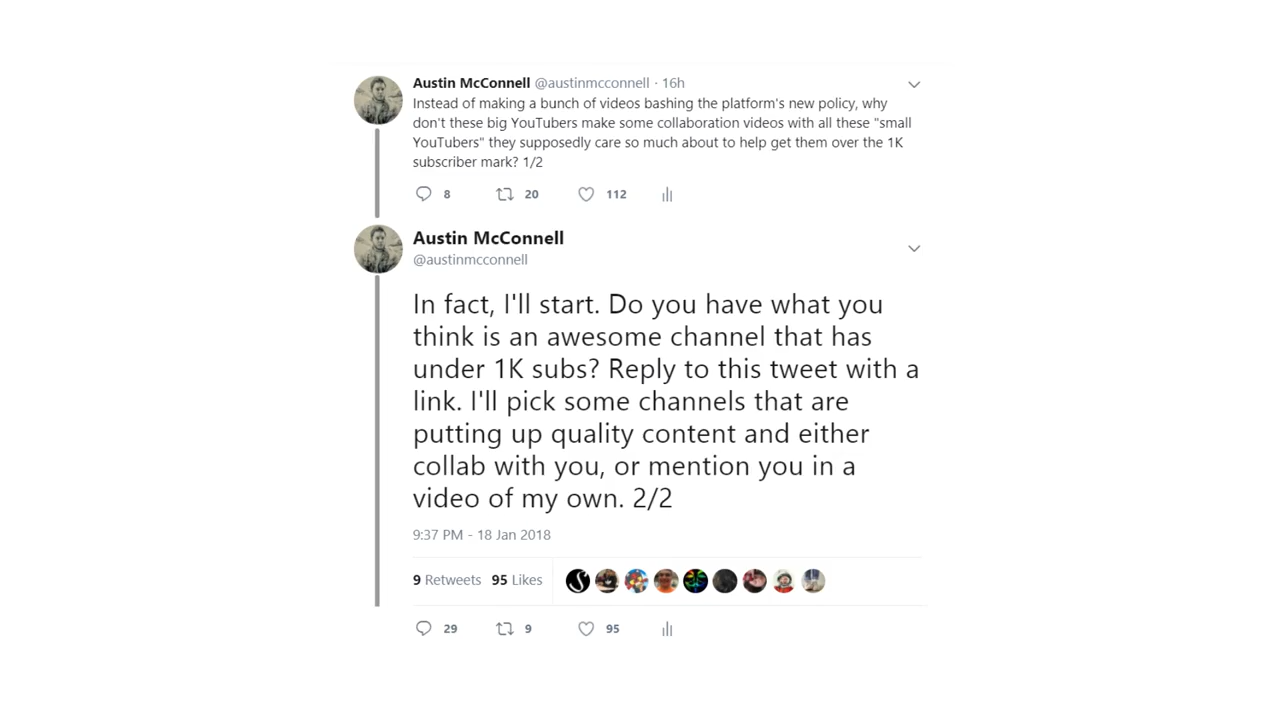 Austin McConnell @austinmcconnell · 16h
Instead of making a bunch of videos bashing the platform's new policy, why
don't these big YouTubers make some collaboration videos with all these "small
YouTubers" they supposedly care so much about to help get them over the 1K
subscriber mark? 1/2
8 20 112
Austin McConnell
@austinmcconnell
In fact, I'll start. Do you have what you
think is an awesome channel that has
under 1K subs? Reply to this tweet with a
link. I'll pick some channels that are
putting up quality content and either
collab with you, or mention you in a
video of my own. 2/2
9:37 PM - 18 Jan 2018
9 Retweets 95 Likes
29 9 95